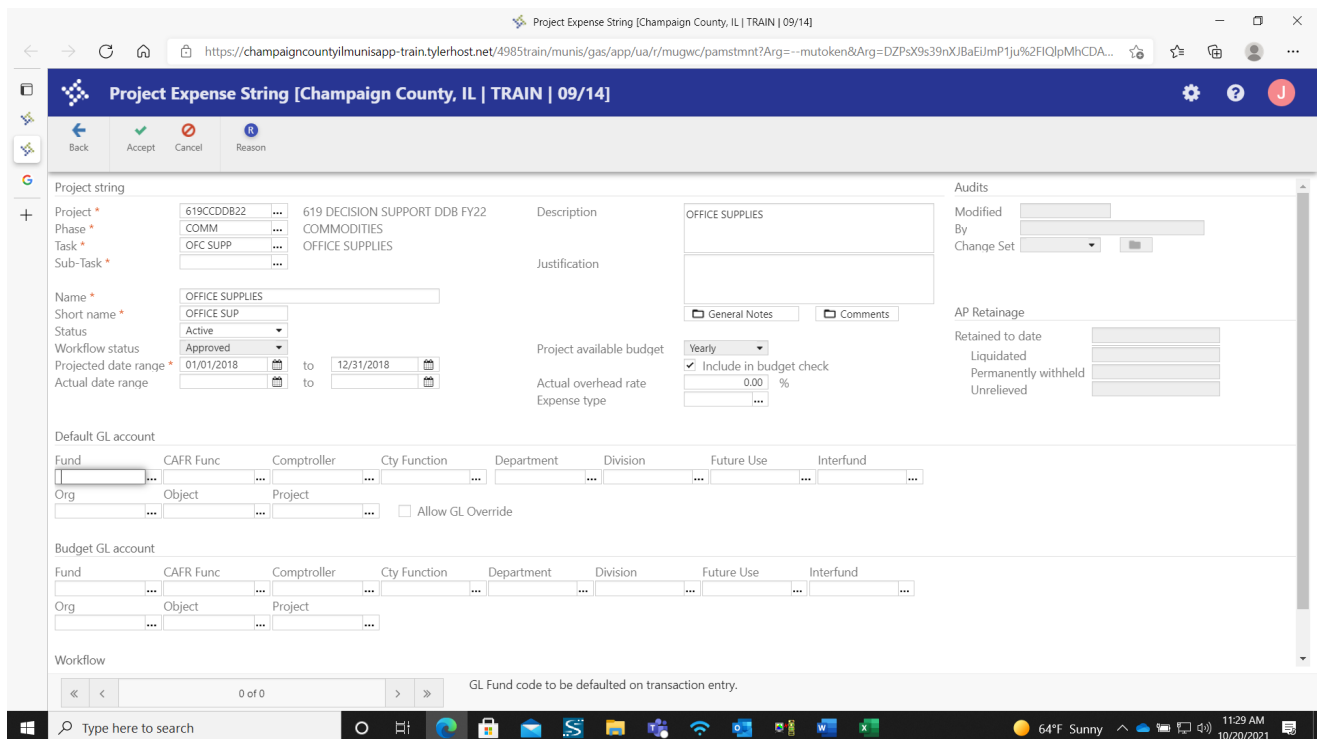 Project Expense String [Champaign County, IL | TRAIN | 09/14]
https://champaigncountyilmunisapp-train.tylerhost.net/4985train/munis/gas/app/ua/r/mugwc/pamstmnt?Arg=--mutoken&Arg=DZPsX9s39nXJBaEiJmP1ju%2FIQlpMhCDA...
Project Expense String [Champaign County, IL | TRAIN | 09/14] J
Back Accept Cancel R Reason
Project string Audits
Project * 619CCDDB22 ... 619 DECISION SUPPORT DDB FY22 Description OFFICE SUPPLIES Modified
Phase * COMM ... COMMODITIES By
Task * OFC SUPP ... OFFICE SUPPLIES Change Set
Sub-Task * ... Justification
Name * OFFICE SUPPLIES
Short name * OFFICE SUP General Notes Comments AP Retainage
Status Active Retained to date
Workflow status Approved Project available budget Yearly Liquidated
Projected date range * 01/01/2018 to 12/31/2018 Include in budget check Permanently withheld
Actual date range to Actual overhead rate 0.00 % Unrelieved
Expense type ...
Default GL account
Fund CAFR Func Comptroller Cty Function Department Division Future Use Interfund
... ... ... ... ... ... ... ...
Org Object Project
... ... ... Allow GL Override
Budget GL account
Fund CAFR Func Comptroller Cty Function Department Division Future Use Interfund
... ... ... ... ... ... ... ...
Org Object Project
... ... ...
Workflow
0 of 0 GL Fund code to be defaulted on transaction entry.
Type here to search 64°F Sunny 11:29 AM
10/20/2021